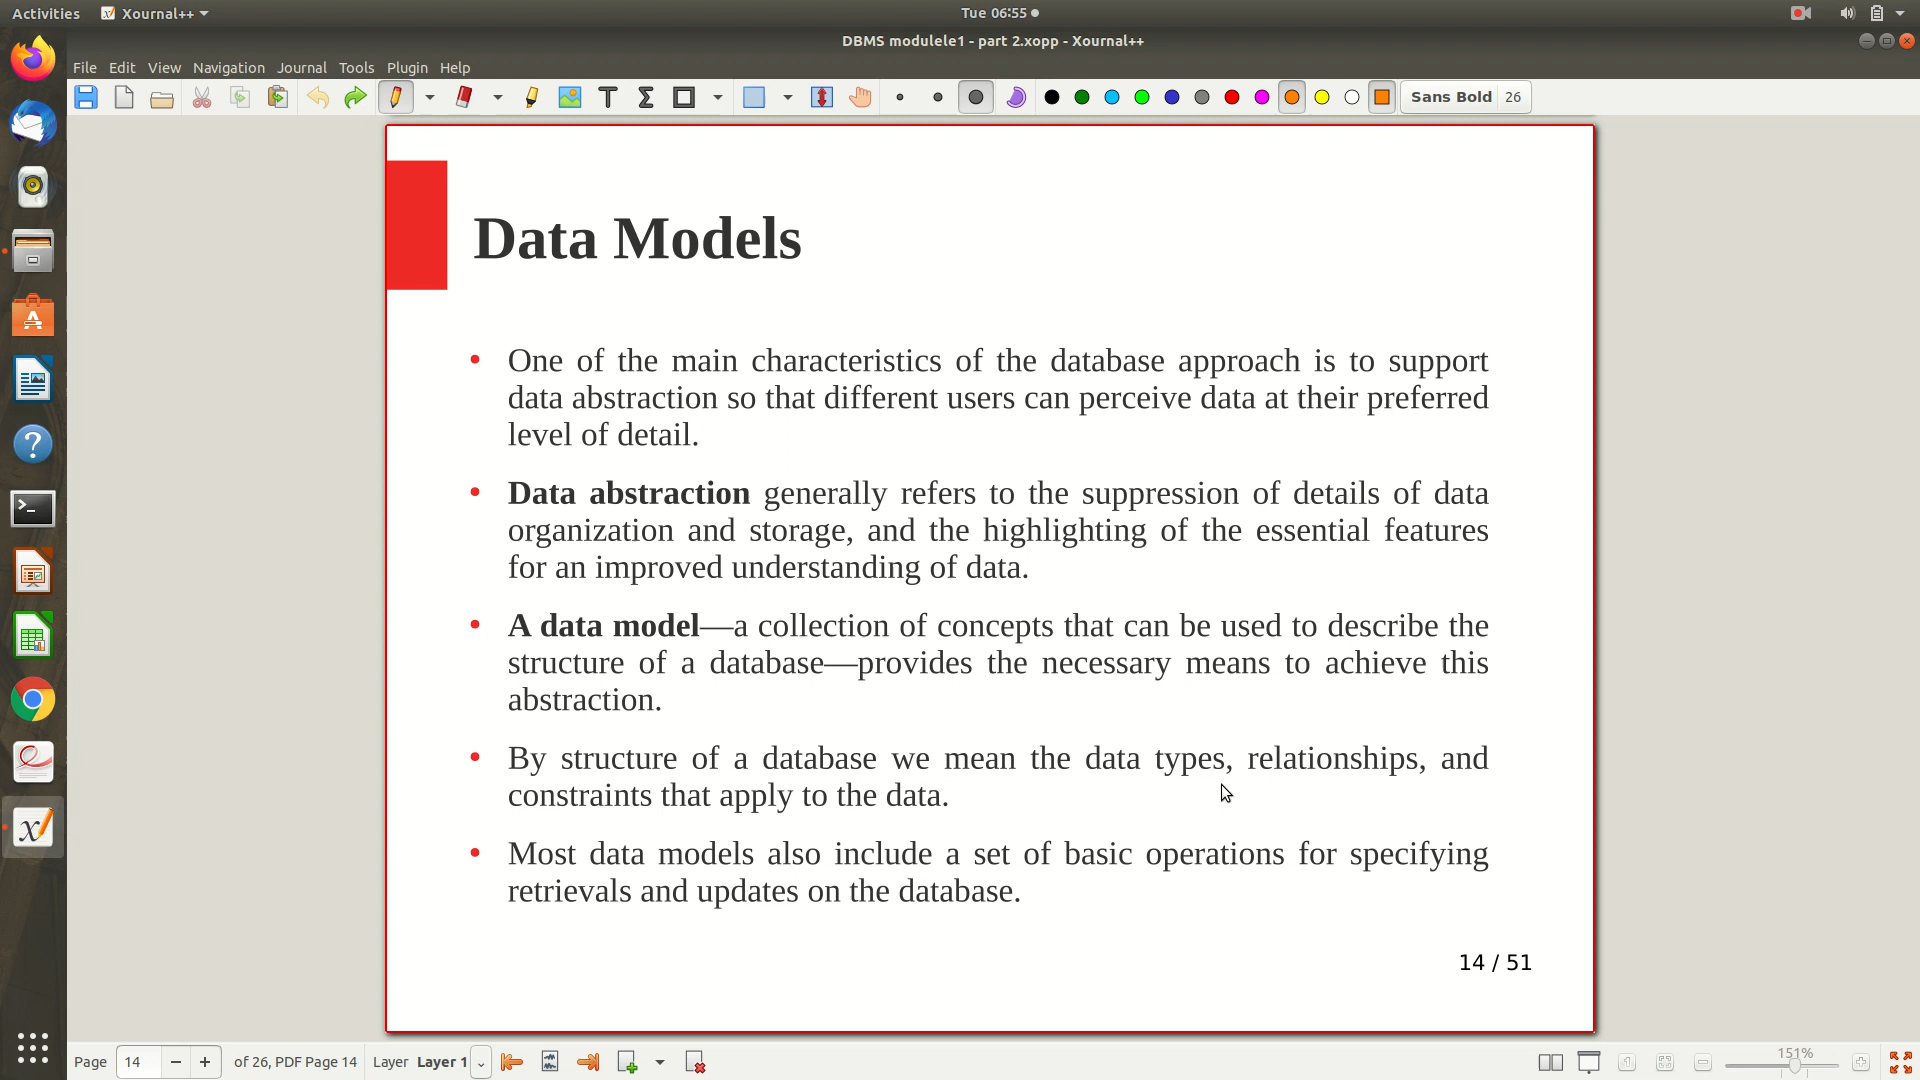 Activities Xournal++ Tue 06:55
DBMS modulele1 - part 2.xopp - Xournal++
File Edit View Navigation Journal Tools Plugin Help
Sans Bold 26
Data Models
• One of the main characteristics of the database approach is to support
data abstraction so that different users can perceive data at their preferred
level of detail.
• Data abstraction generally refers to the suppression of details of data
organization and storage, and the highlighting of the essential features
for an improved understanding of data.
• A data model—a collection of concepts that can be used to describe the
structure of a database—provides the necessary means to achieve this
abstraction.
• By structure of a database we mean the data types, relationships, and
constraints that apply to the data.
• Most data models also include a set of basic operations for specifying
retrievals and updates on the database.
14 / 51
Page 14 of 26, PDF Page 14 Layer Layer 1 151%